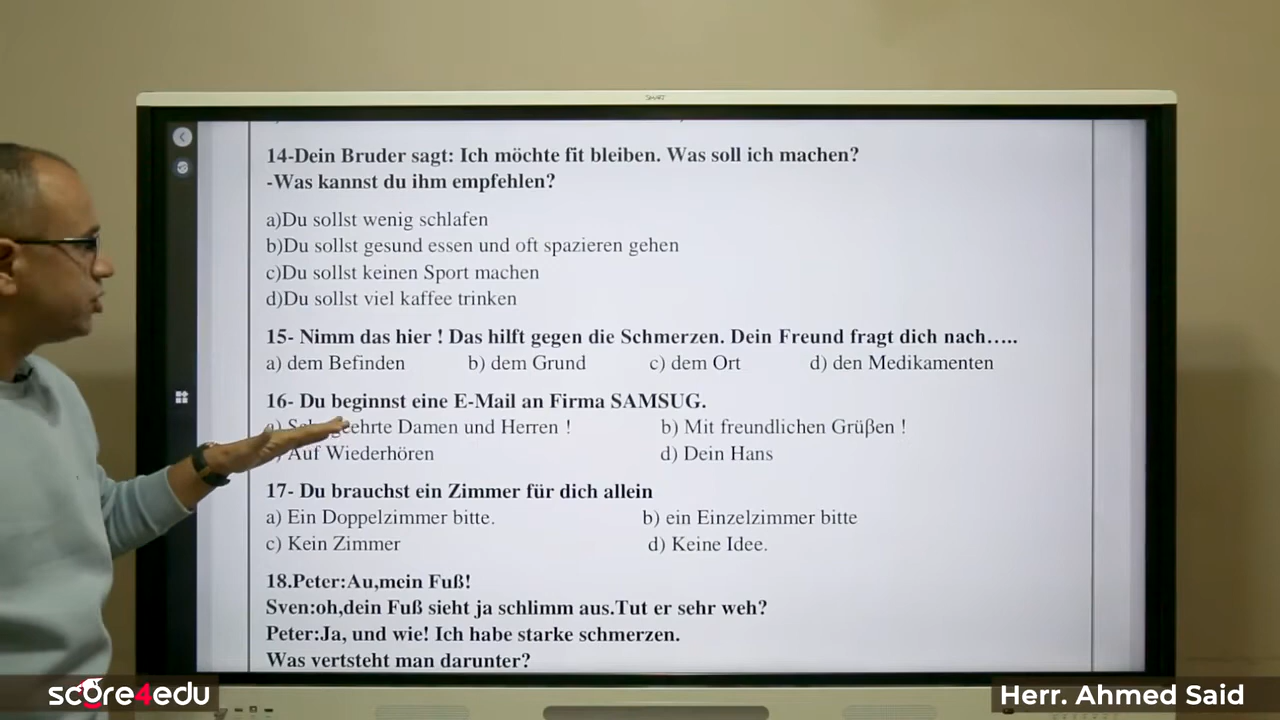 SMART
14-Dein Bruder sagt: Ich möchte fit bleiben. Was soll ich machen?
-Was kannst du ihm empfehlen?
a)Du sollst wenig schlafen
b)Du sollst gesund essen und oft spazieren gehen
c)Du sollst keinen Sport machen
d)Du sollst viel kaffee trinken
15- Nimm das hier ! Das hilft gegen die Schmerzen. Dein Freund fragt dich nach…..
a) dem Befinden b) dem Grund c) dem Ort d) den Medikamenten
16- Du beginnst eine E-Mail an Firma SAMSUG.
Damen und Herren ! b) Mit freundlichen Grüβen !
Auf Wiederhören d) Dein Hans
17- Du brauchst ein Zimmer für dich allein
a) Ein Doppelzimmer bitte. b) ein Einzelzimmer bitte
c) Kein Zimmer d) Keine Idee.
18.Peter:Au,mein Fuß!
Sven:oh,dein Fuß sieht ja schlimm aus.Tut er sehr weh?
Peter:Ja, und wie! Ich habe starke schmerzen.
Was vertsteht man darunter?
score4edu
Herr. Ahmed Said